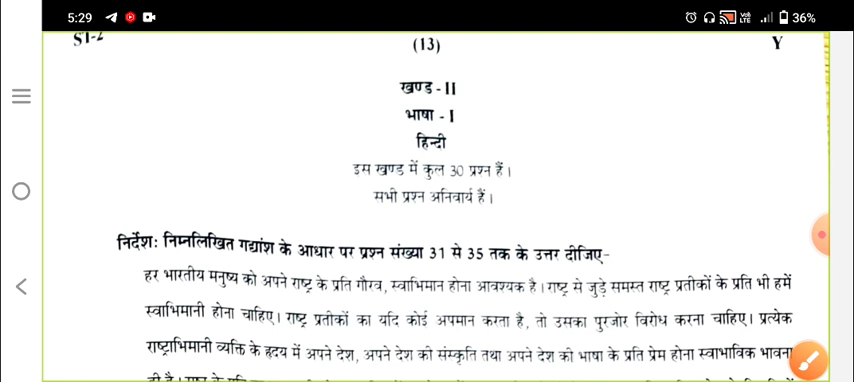 5:29
36%
ST-2
(13)
Y
खण्ड - II
भाषा - I
हिन्दी
इस खण्ड में कुल 30 प्रश्न हैं।
सभी प्रश्न अनिवार्य हैं।
निर्देशः निम्नलिखित गद्यांश के आधार पर प्रश्न संख्या 31 से 35 तक के उत्तर दीजिए-
हर भारतीय मनुष्य को अपने राष्ट्र के प्रति गौरव, स्वाभिमान होना आवश्यक है। राष्ट्र से जुड़े समस्त राष्ट्र प्रतीकों के प्रति भी हमें
स्वाभिमानी होना चाहिए। राष्ट्र प्रतीकों का यदि कोई अपमान करता है, तो उसका पुरजोर विरोध करना चाहिए। प्रत्येक
राष्ट्राभिमानी व्यक्ति के हृदय में अपने देश, अपने देश की संस्कृति तथा अपने देश की भाषा के प्रति प्रेम होना स्वाभाविक भावना